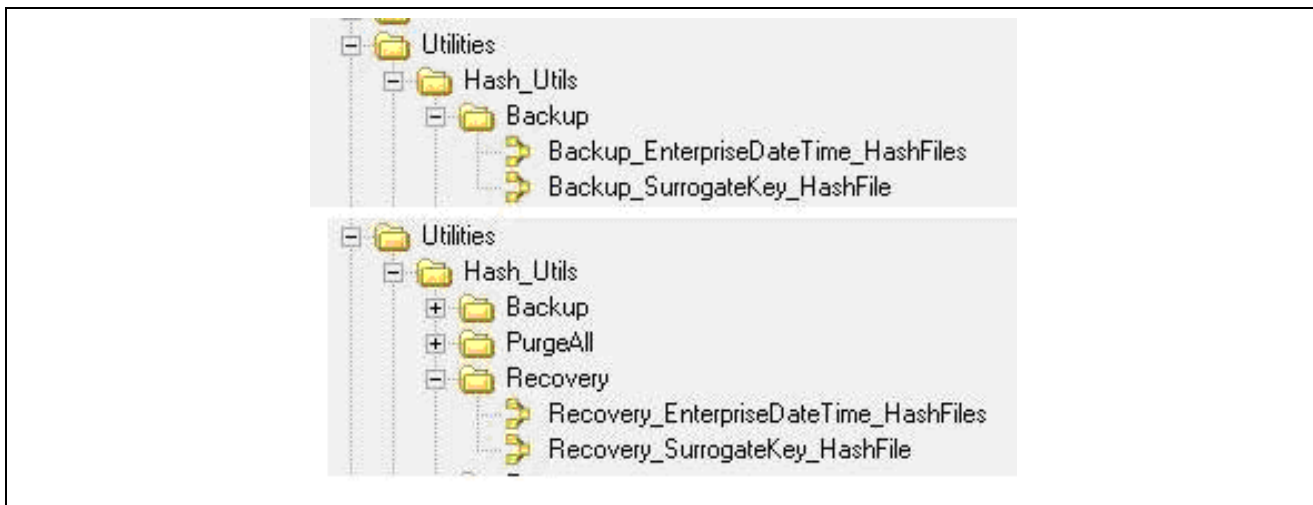 Utilities
Hash_Utils
Backup
Backup_EnterpriseDateTime_HashFiles
Backup_SurrogateKey_HashFile
Utilities
Hash_Utils
Backup
PurgeAll
Recovery
Recovery_EnterpriseDateTime_HashFiles
Recovery_SurrogateKey_HashFile